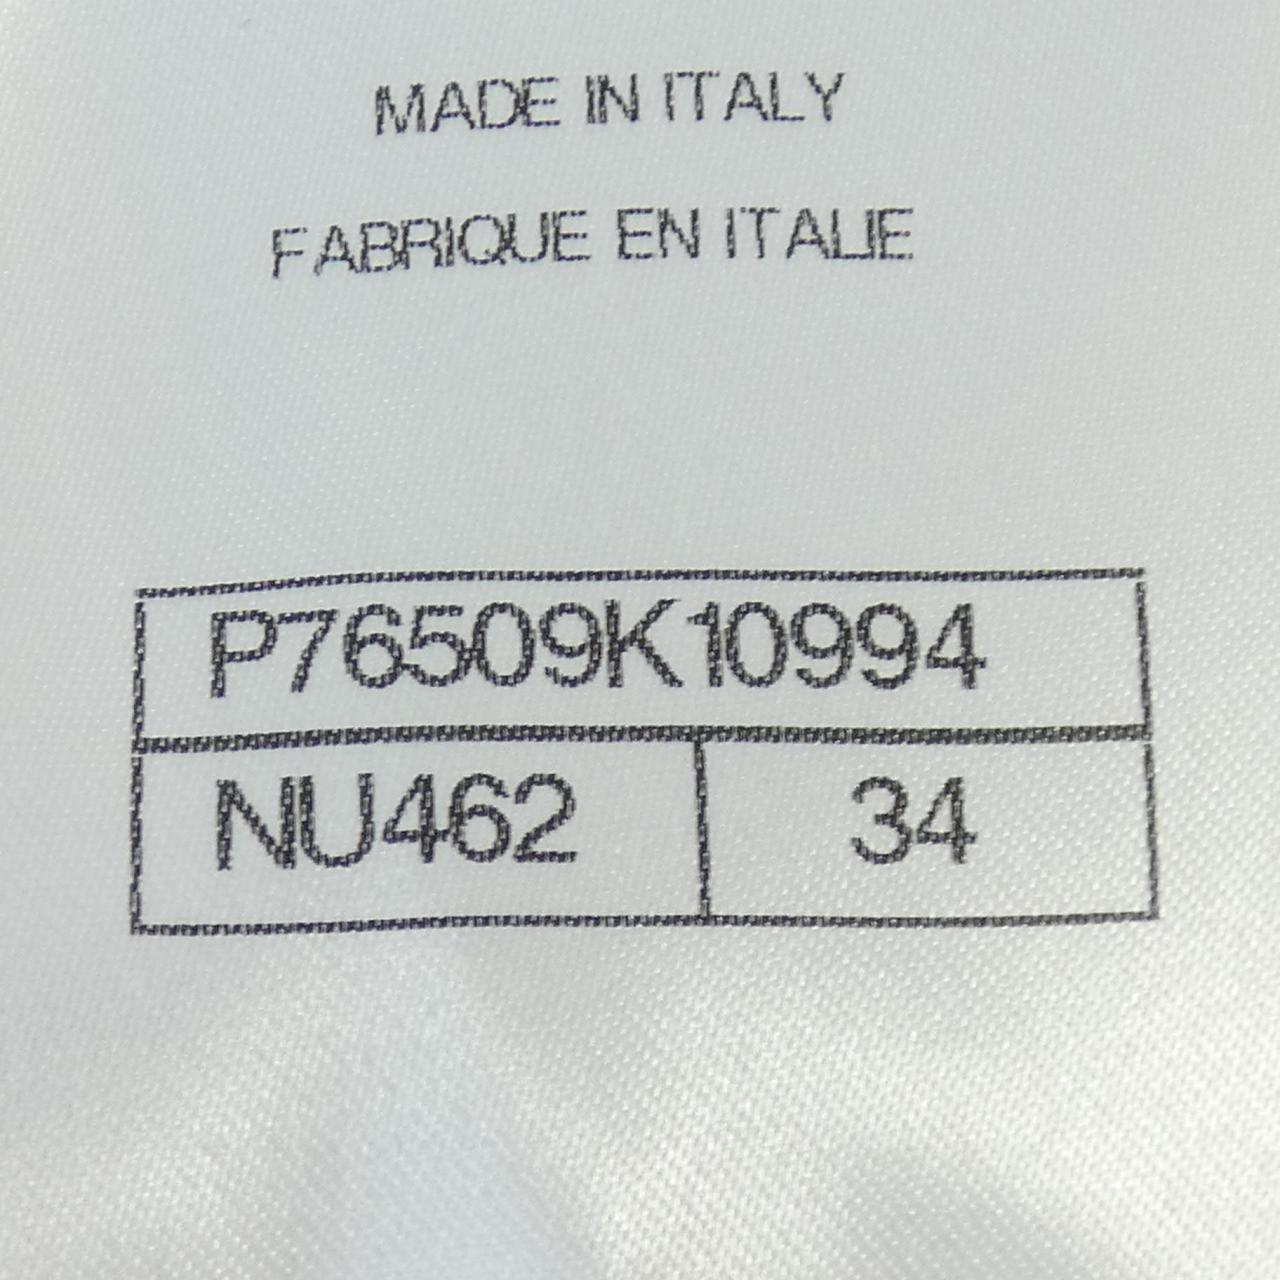 MADE IN ITALY
FABRIQUE EN ITALIE
P76509K10994
NU462 34